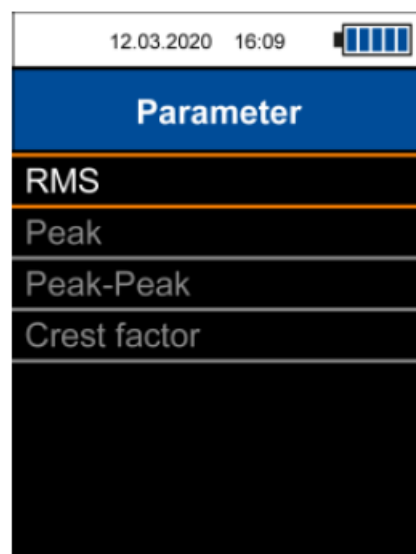 12.03.2020 16:09
Parameter
RMS
Peak
Peak-Peak
Crest factor